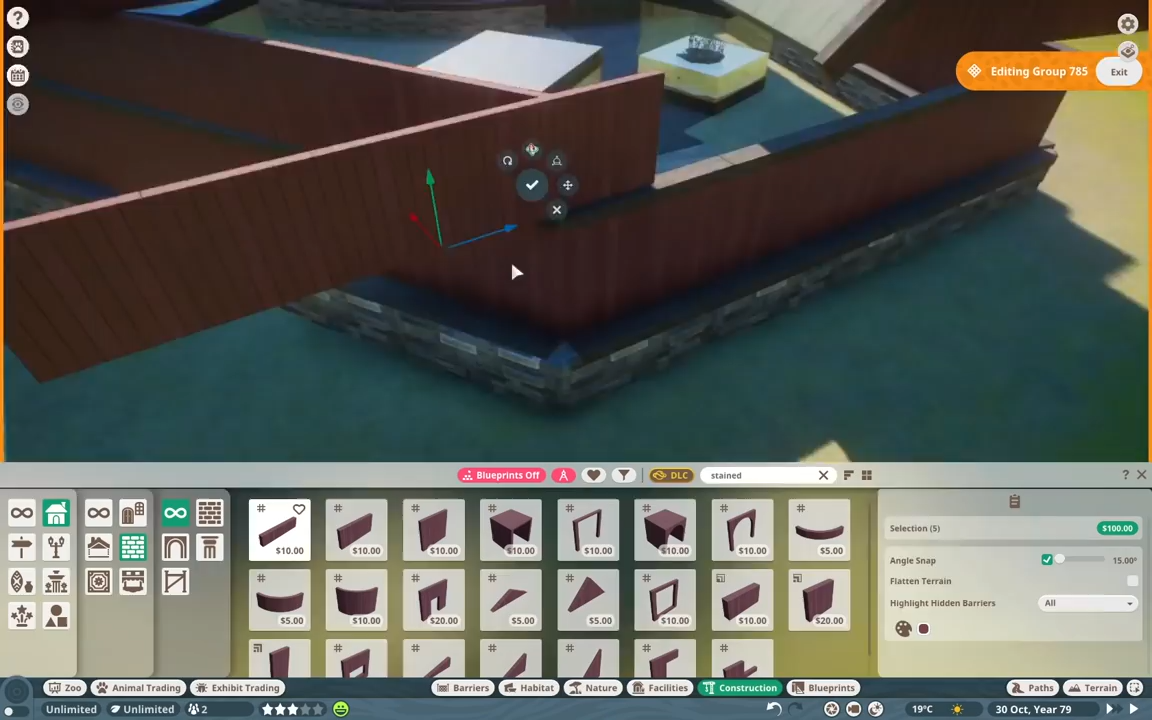 ?
Editing Group 785 Exit
Blueprints Off DLC stained ?
$10.00 $10.00 $10.00 $10.00 $10.00 $10.00 $10.00 $5.00
$5.00 $10.00 $20.00 $5.00 $5.00 $10.00 $10.00 $20.00
Selection (5) $100.00
Angle Snap 15.00°
Flatten Terrain
Highlight Hidden Barriers All
Zoo Animal Trading Exhibit Trading Barriers Habitat Nature Facilities Construction Blueprints Paths Terrain
Unlimited Unlimited 2 19°C 30 Oct, Year 79